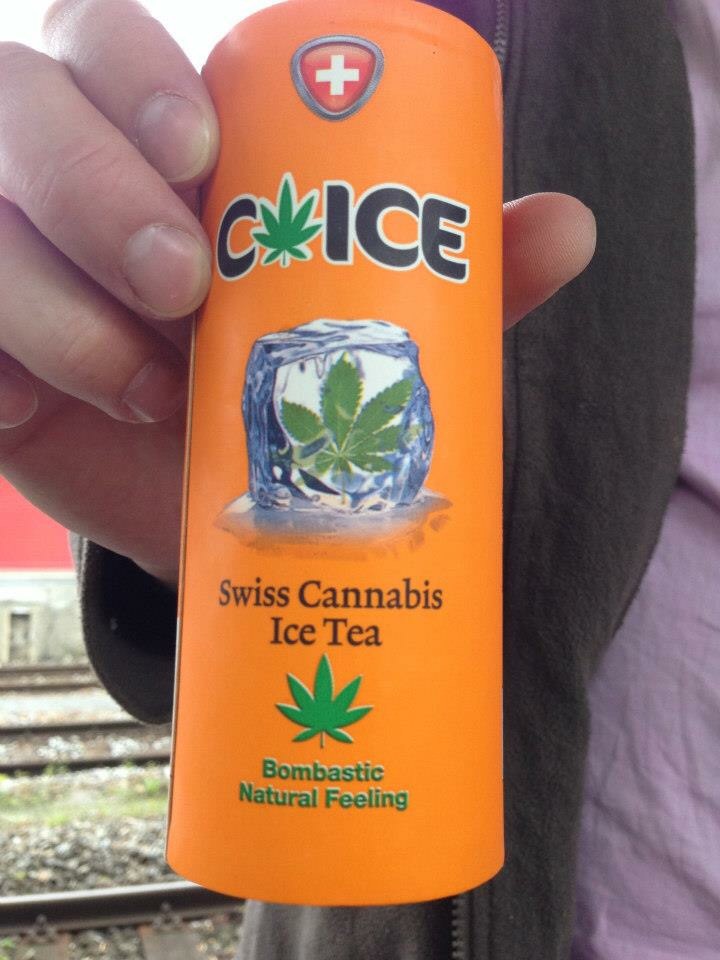 C ICE
Swiss Cannabis
Ice Tea
Bombastic
Natural Feeling